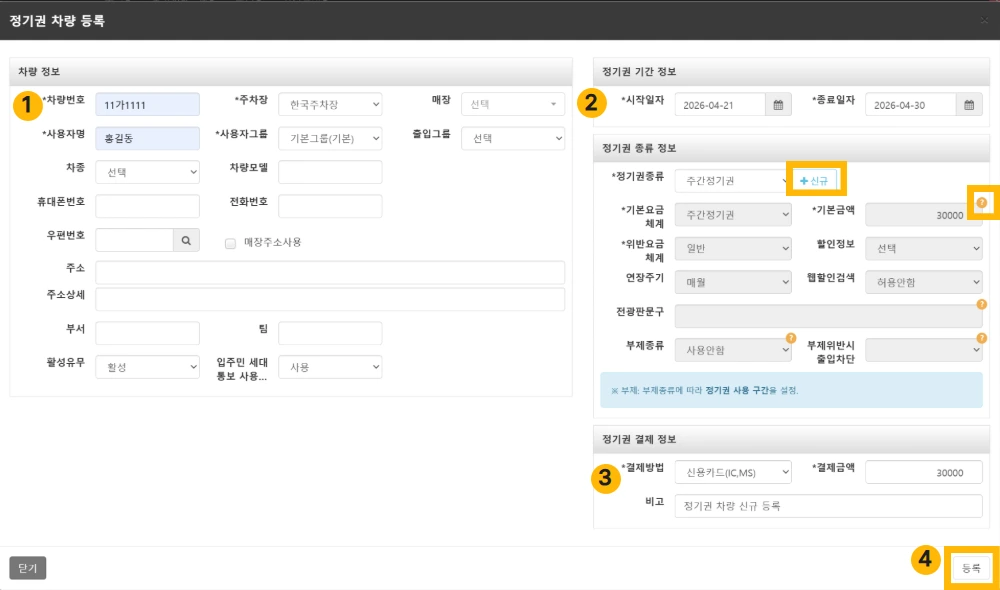 정기권 차량 등록
×
차량 정보
1
*차량번호 11가1111 *주차장 한국주차장 매장 선택
*사용자명 홍길동 *사용자그룹 기본그룹(기본) 출입그룹 선택
차종 선택 차량모델
휴대폰번호 전화번호
우편번호 매장주소사용
주소
주소상세
부서 팀
활성유무 활성 입주민 세대 통보 사용... 사용
정기권 기간 정보
2
*시작일자 2026-04-21 *종료일자 2026-04-30
정기권 종류 정보
*정기권종류 주간정기권 +신규
?
*기본요금 체계 주간정기권 *기본금액 30000
*위반요금 체계 일반 할인정보 선택
연장주기 매월 웹할인검색 허용안함
전광판문구 ?
부제종류 사용안함 ? 부제위반시 출입차단 ?
※ 부제: 부제종류에 따라 정기권 사용 구간을 설정.
정기권 결제 정보
3
*결제방법 신용카드(IC,MS) *결제금액 30000
비고 정기권 차량 신규 등록
닫기
4
등록